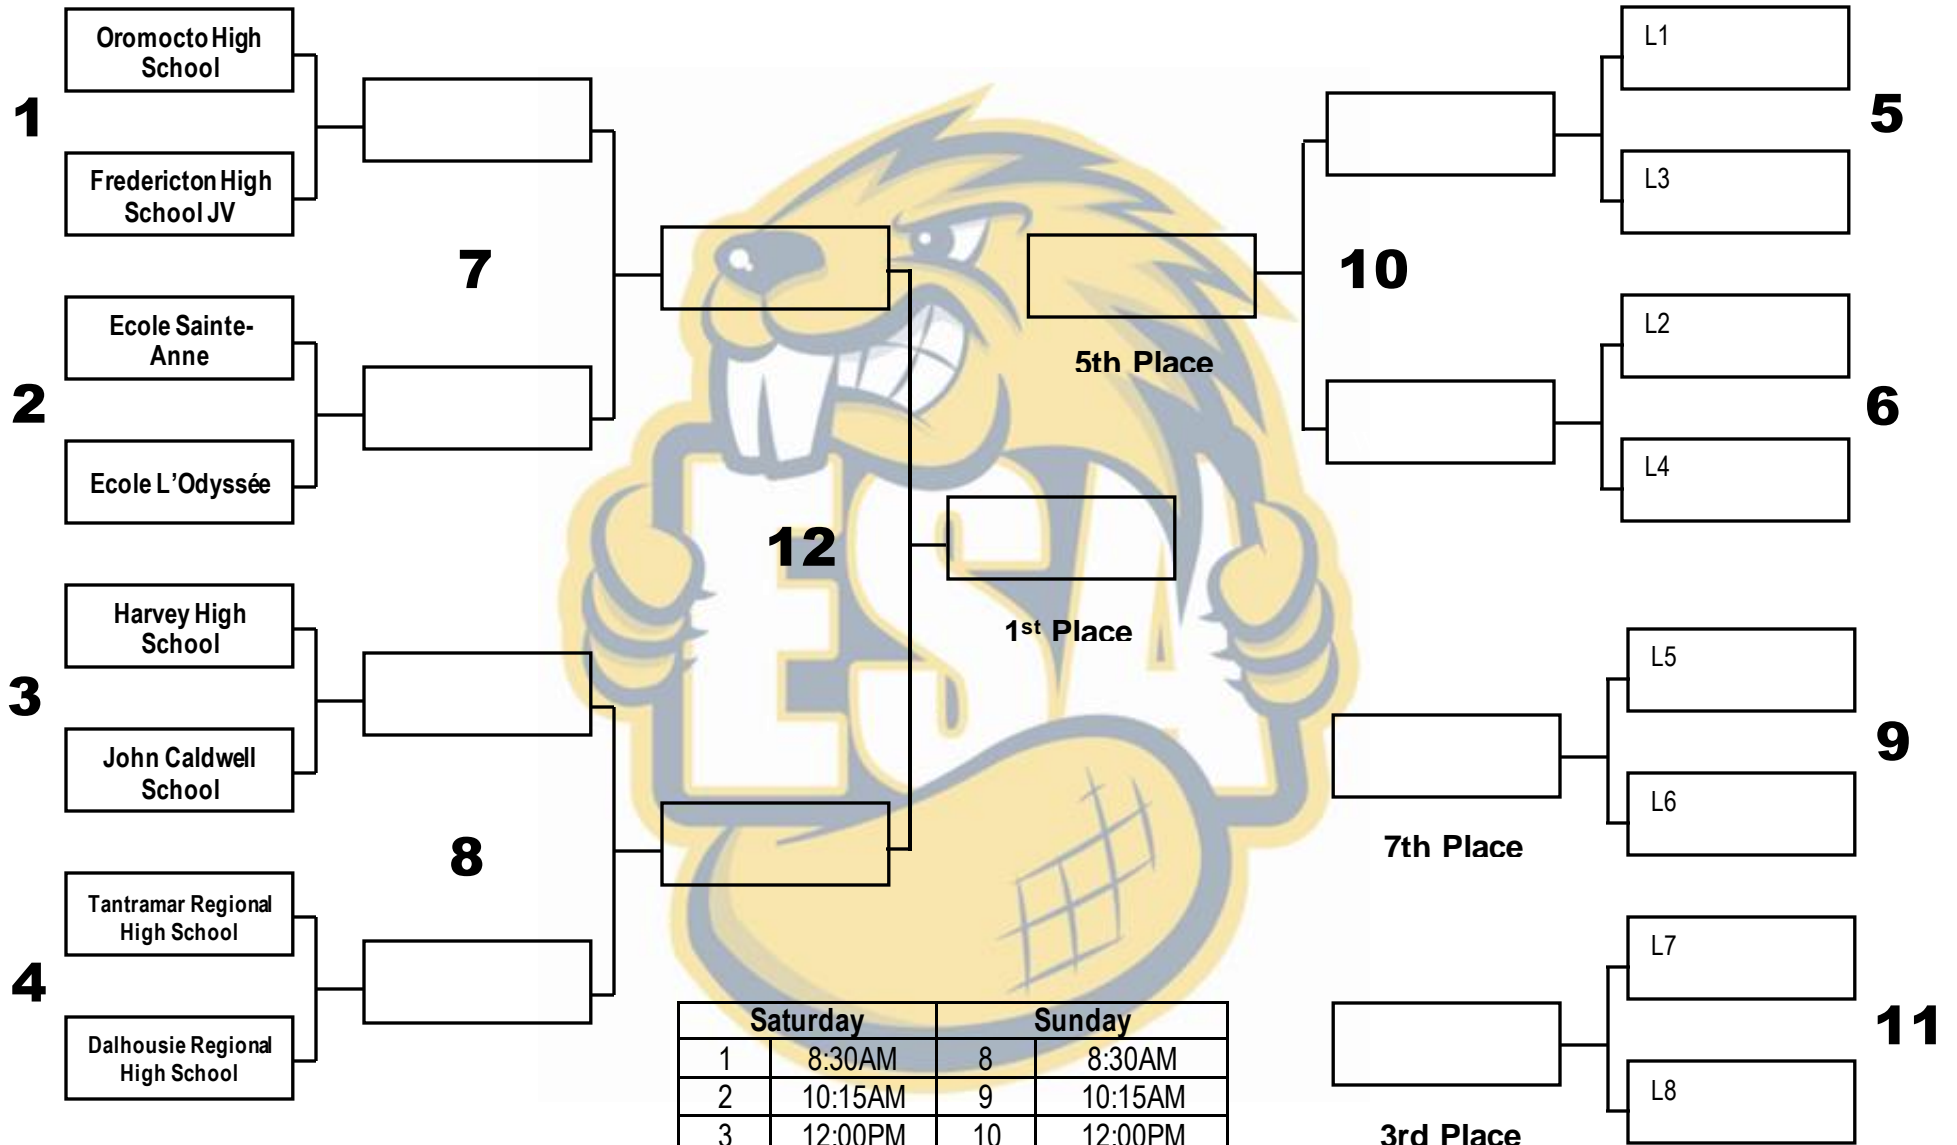 Oromocto High
School
1
Fredericton High
School JV
7
Ecole Sainte-
Anne
2
Ecole L'Odyssée
Harvey High
School
3
John Caldwell
School
8
Tantramar Regional
High School
4
Dalhousie Regional
High School
12
ESA
1st Place
5th Place
10
L1
5
L3
L2
6
L4
L5
9
L6
7th Place
L7
11
L8
3rd Place
Saturday Sunday
1 8:30AM 8 8:30AM
2 10:15AM 9 10:15AM
3 12:00PM 10 12:00PM